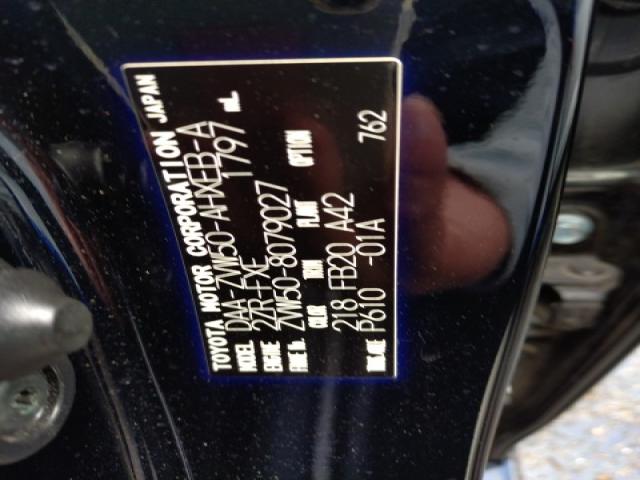 TOYOTA MOTOR CORPORATION JAPAN
MODEL DAA-ZVW50-AHXEB-A
ENGINE 2ZR-FXE 1797 mL
FRAME No. ZVW50-8079027
COLOR TRIM PLANT OPTION
218 FB20 A42 762
TRANS./AXLE P610 -01A